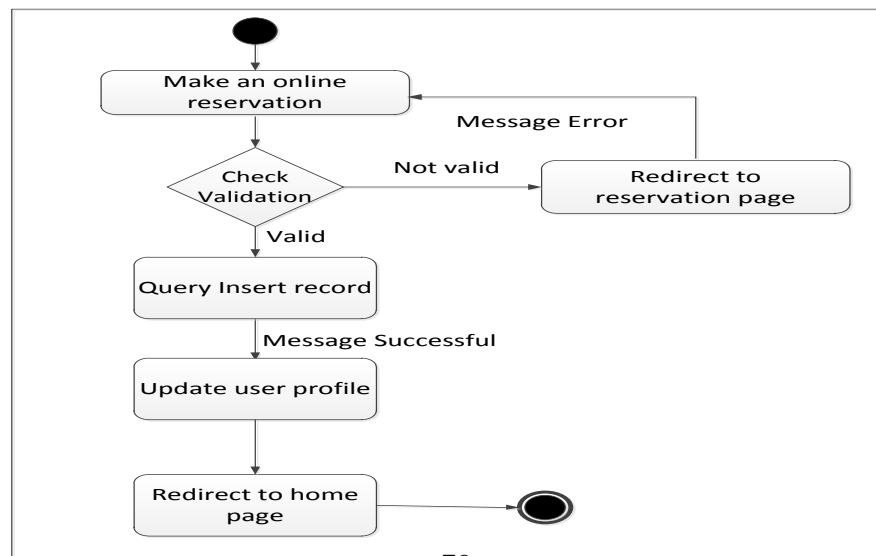 Make an online
reservation
Message Error
Check
Validation
Not valid
Redirect to
reservation page
Valid
Query Insert record
Message Successful
Update user profile
Redirect to home
page